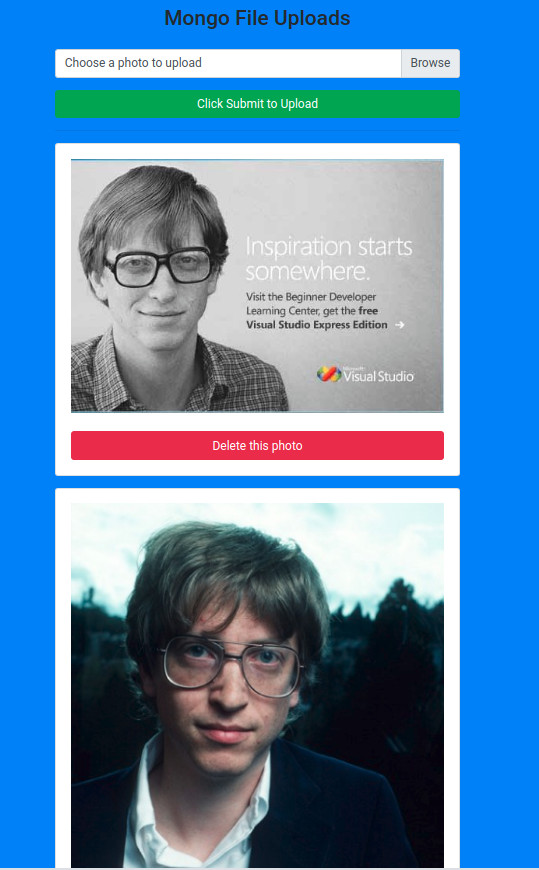 Mongo File Uploads
Choose a photo to upload
Browse
Click Submit to Upload
Inspiration starts
somewhere.
Visit the Beginner Developer
Learning Center, get the free
Visual Studio Express Edition
Microsoft
Visual Studio
Delete this photo